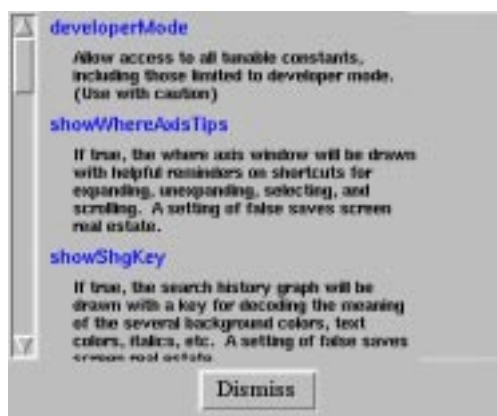 developerMode
Allow access to all tunable constants,
including those limited to developer mode.
(Use with caution)
showWhereAxisTips
If true, the where axis window will be drawn
with helpful reminders on shortcuts for
expanding, unexpanding, selecting, and
scrolling. A setting of false saves screen
real estate.
showShgKey
If true, the search history graph will be
drawn with a key for decoding the meaning
of the several background colors, text
colors, italics, etc. A setting of false saves
screen real estate.
Dismiss